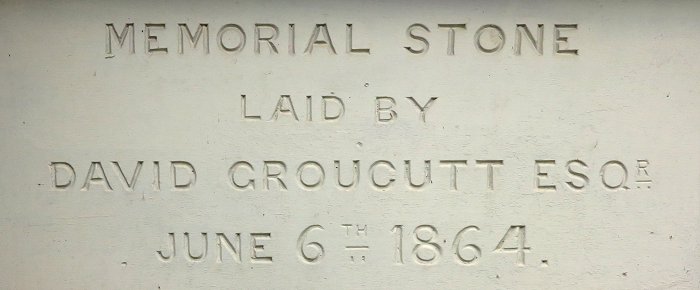 MEMORIAL STONE
LAID BY
DAVID GROUCUTT ESQR
JUNE 6TH 1864.